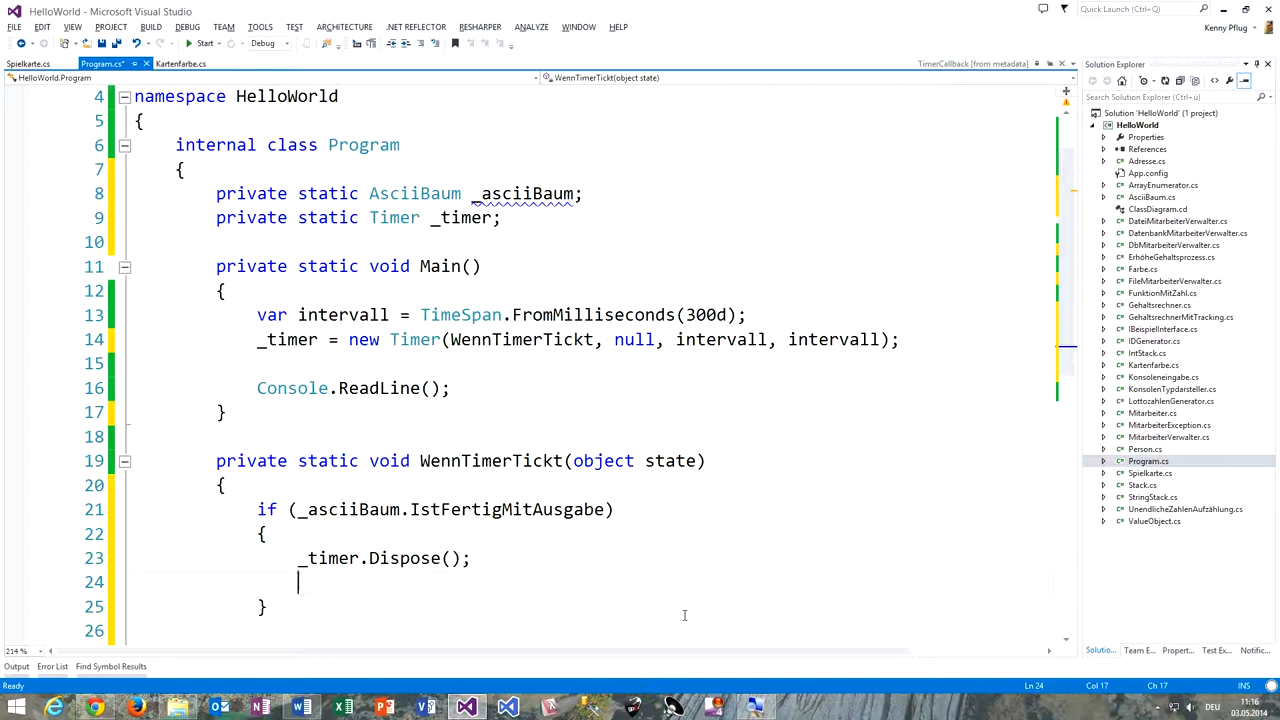 HelloWorld - Microsoft Visual Studio
Quick Launch (Ctrl+Q)
FILE EDIT VIEW PROJECT BUILD DEBUG TEAM TOOLS TEST ARCHITECTURE .NET REFLECTOR RESHARPER ANALYZE WINDOW HELP
Kenny Pflug
Start Debug
Spielkarte.cs Program.cs* Kartenfarbe.cs TimerCallback [from metadata]
HelloWorld.Program WennTimerTickt(object state)
4 namespace HelloWorld
5 {
6 internal class Program
7 {
8 private static AsciiBaum _asciiBaum;
9 private static Timer _timer;
10
11 private static void Main()
12 {
13 var intervall = TimeSpan.FromMilliseconds(300d);
14 _timer = new Timer(WennTimerTickt, null, intervall, intervall);
15
16 Console.ReadLine();
17 }
18
19 private static void WennTimerTickt(object state)
20 {
21 if (_asciiBaum.IstFertigMitAusgabe)
22 {
23 _timer.Dispose();
24
25 }
26
214 %
Solution Explorer
Search Solution Explorer (Ctrl+ü)
Solution 'HelloWorld' (1 project)
HelloWorld
Properties
References
Adresse.cs
App.config
ArrayEnumerator.cs
AsciiBaum.cs
ClassDiagram.cd
DateiMitarbeiterVerwalter.cs
DatenbankMitarbeiterVerwalter.cs
DbMitarbeiterVerwalter.cs
ErhöheGehaltsprozess.cs
Farbe.cs
FileMitarbeiterVerwalter.cs
FunktionMitZahl.cs
Gehaltsrechner.cs
GehaltsrechnerMitTracking.cs
IBeispielInterface.cs
IDGenerator.cs
IntStack.cs
Kartenfarbe.cs
Konsoleneingabe.cs
KonsolenTypdarsteller.cs
LottozahlenGenerator.cs
Mitarbeiter.cs
MitarbeiterException.cs
MitarbeiterVerwalter.cs
Person.cs
Program.cs
Spielkarte.cs
Stack.cs
StringStack.cs
UnendlicheZahlenAufzählung.cs
ValueObject.cs
Solutio... Team E... Propert... Test Ex... Notific...
Output Error List Find Symbol Results
Ready Ln 24 Col 17 Ch 17 INS
DEU 11:16
03.05.2014